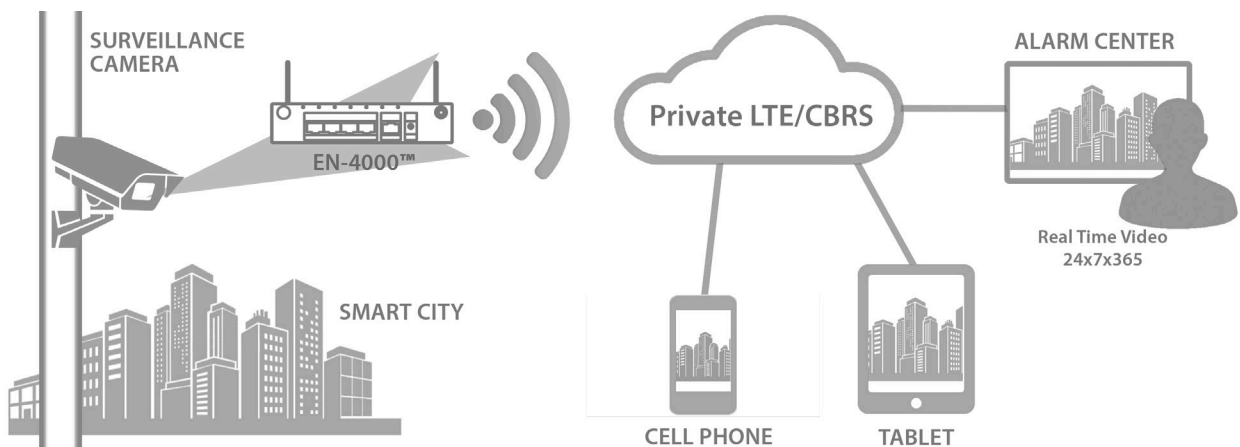 SURVEILLANCE
CAMERA
EN-4000™
SMART CITY
Private LTE/CBRS
ALARM CENTER
Real Time Video
24x7x365
CELL PHONE
TABLET